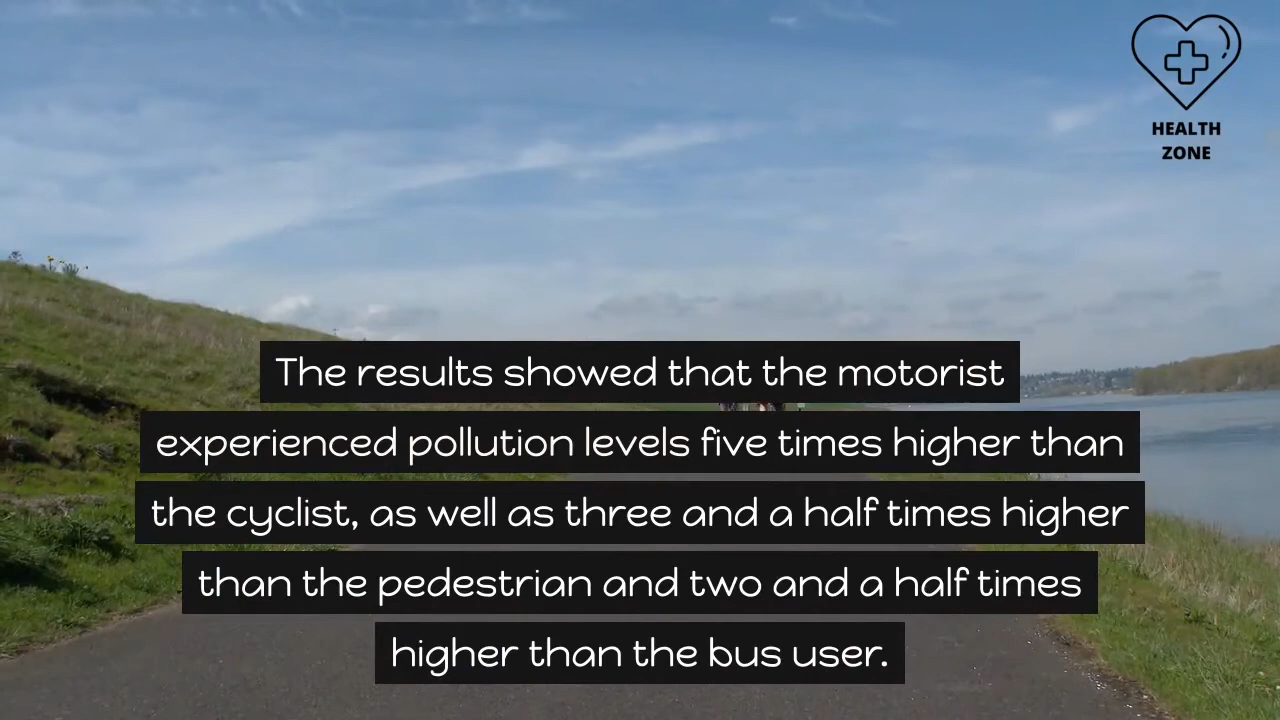 HEALTH
ZONE
The results showed that the motorist
experienced pollution levels five times higher than
the cyclist, as well as three and a half times higher
than the pedestrian and two and a half times
higher than the bus user.